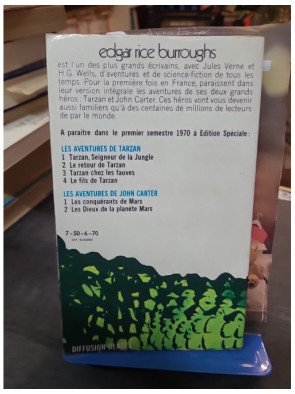 edgar rice burroughs
est l'un des plus grands écrivains, avec Jules Verne et
H.G. Wells, d'aventures et de science-fiction de tous les
temps. Pour la première fois en France, paraissent dans
leur version intégrale les aventures de ses deux grands
héros : Tarzan et John Carter. Ces héros vont vous devenir
aussi familiers qu'à des centaines de millions de lecteurs
de par le monde.
A paraitre dans le premier semestre 1970 à Edition Spéciale :
LES AVENTURES DE TARZAN
1 Tarzan, Seigneur de la Jungle
2 Le retour de Tarzan
3 Tarzan chez les fauves
4 Le fils de Tarzan
LES AVENTURES DE JOHN CARTER
1 Les conquérants de Mars
2 Les Dieux de la planète Mars
7-50-6-70
DIFFUSION